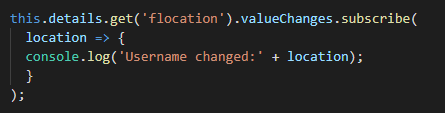 this.details.get('flocation').valueChanges.subscribe(
  location => {
  console.log('Username changed:' + location);
  }
);